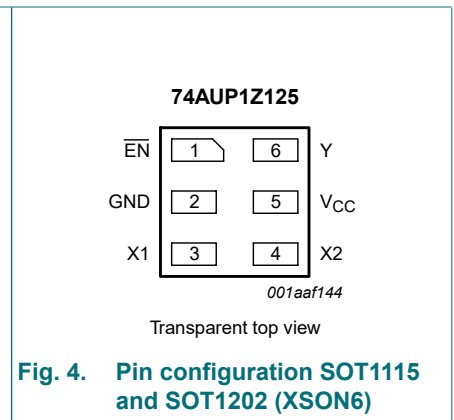 74AUP1Z125
EN 1 6 Y
GND 2 5 VCC
X1 3 4 X2
001aaf144
Transparent top view
Fig. 4. Pin configuration SOT1115
and SOT1202 (XSON6)